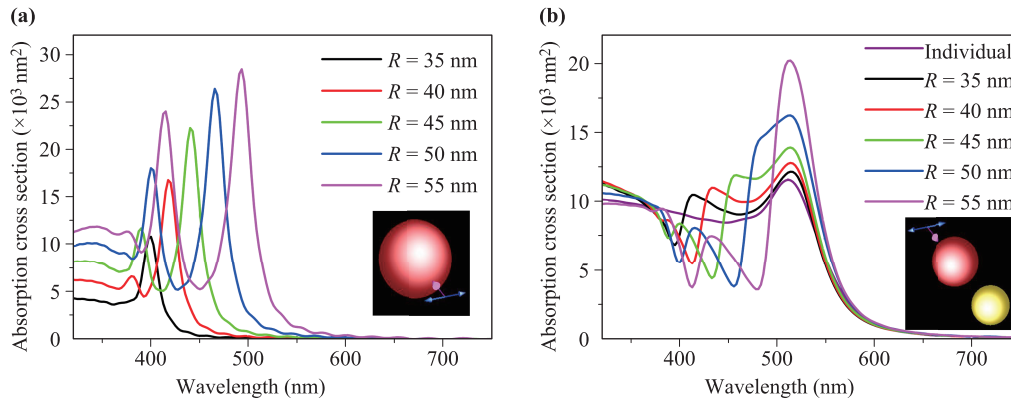 (a)
Absorption cross section (×10³ nm²)
30
25
20
15
10
5
0
400
500
600
700
Wavelength (nm)
R = 35 nm
R = 40 nm
R = 45 nm
R = 50 nm
R = 55 nm
(b)
Absorption cross section (×10³ nm²)
20
15
10
5
0
400
500
600
700
Wavelength (nm)
Individual
R = 35 nm
R = 40 nm
R = 45 nm
R = 50 nm
R = 55 nm